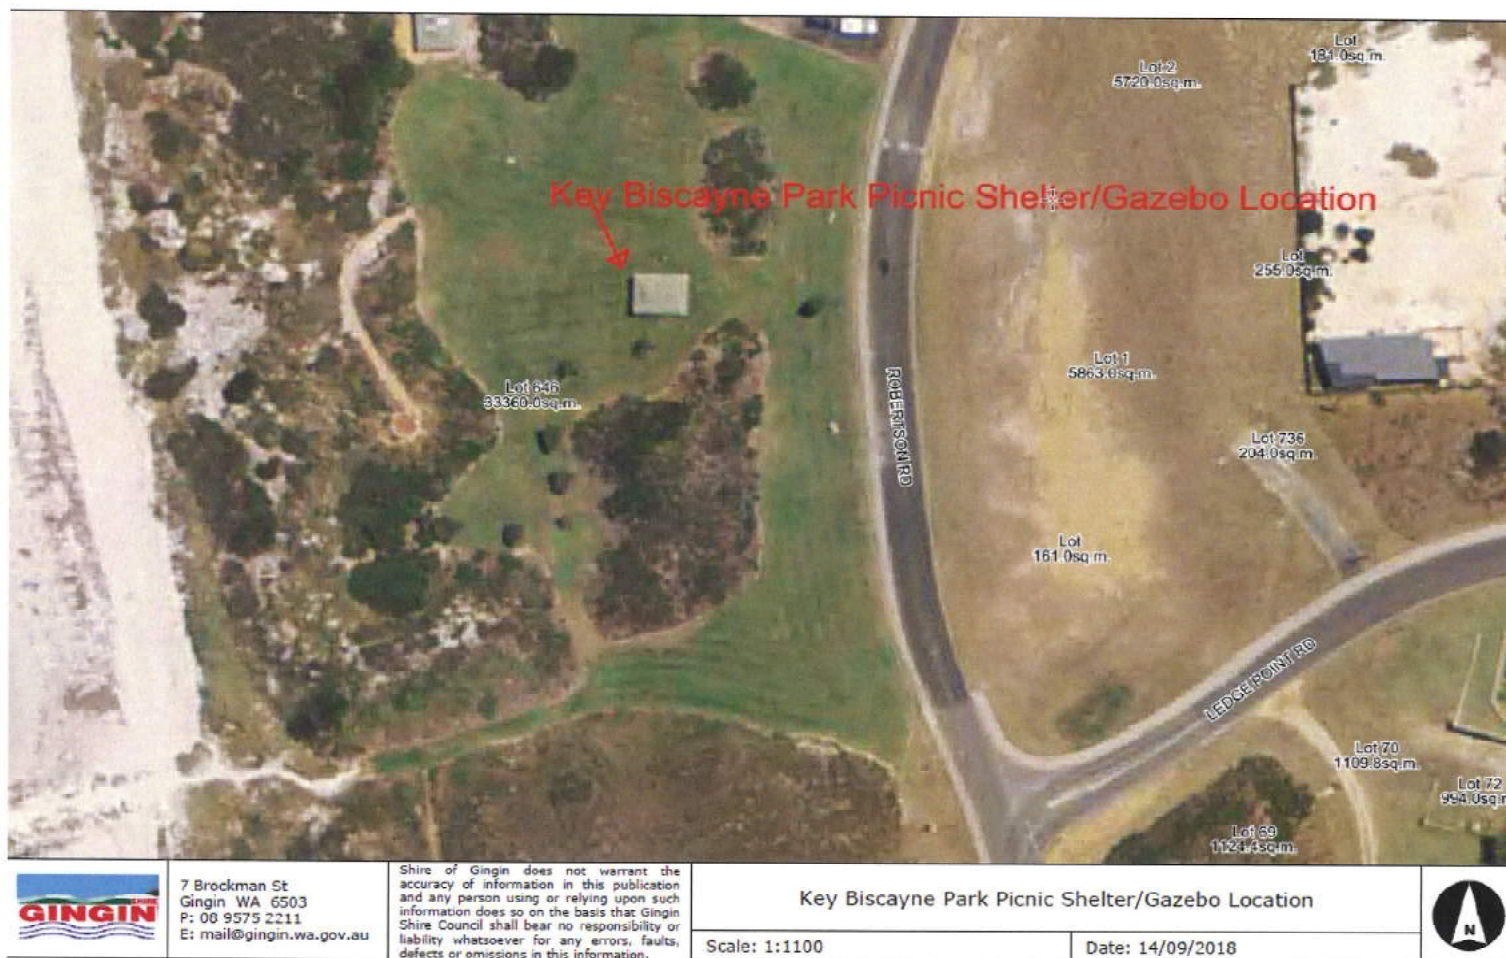 Lot
181.0sq.m.
Lot 2
5720.0sq.m.
Key Biscayne Park Picnic Shelter/Gazebo Location
Lot
255.0sq.m.
Lot 1
5863.0sq.m.
Lot 646
33360.0sq.m.
ROBERTSON RD
Lot 736
204.0sq.m.
Lot
161.0sq.m.
LEDGE POINT RD
Lot 70
1109.8sq.m.
Lot 72
994.0sq.m
Lot 69
1124.4sq.m.
SHIRE
GINGIN
7 Brockman St
Gingin WA 6503
P: 08 9575 2211
E: mail@gingin.wa.gov.au
Shire of Gingin does not warrant the
accuracy of information in this publication
and any person using or relying upon such
information does so on the basis that Gingin
Shire Council shall bear no responsibility or
liability whatsoever for any errors, faults,
defects or omissions in this information.
Key Biscayne Park Picnic Shelter/Gazebo Location
Scale: 1:1100
Date: 14/09/2018
N